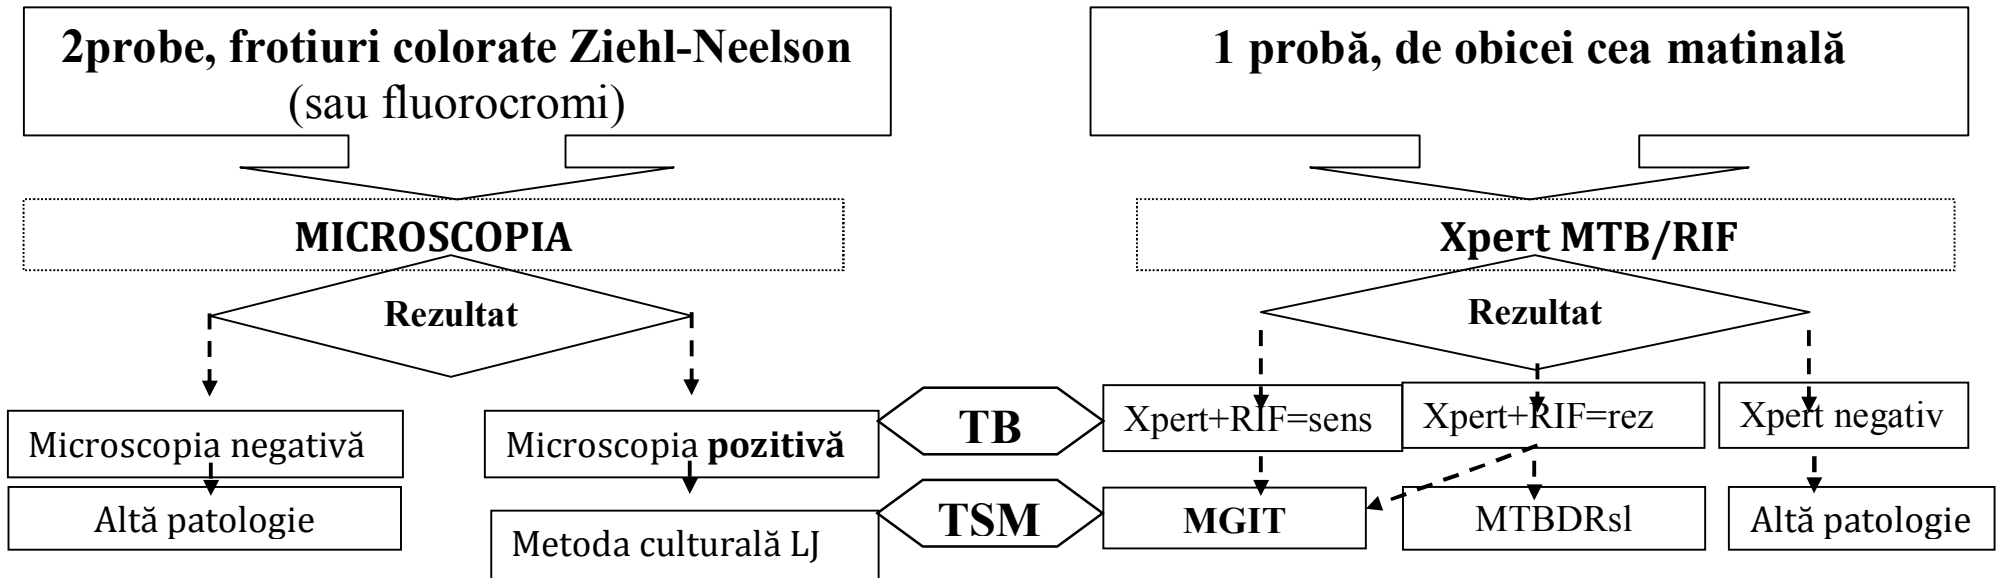 2probe, frotiuri colorate Ziehl-Neelson
(sau fluorocromi)
1 probă, de obicei cea matinală
MICROSCOPIA
Xpert MTB/RIF
Rezultat
Rezultat
Microscopia negativă
Microscopia pozitivă
TB
Xpert+RIF=sens
Xpert+RIF=rez
Xpert negativ
Altă patologie
Metoda culturală LJ
TSM
MGIT
MTBDRsl
Altă patologie